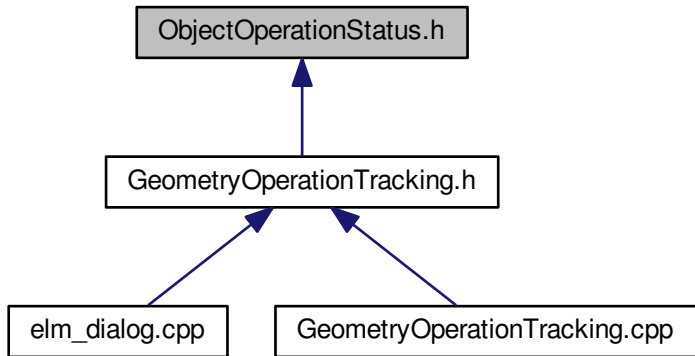 ObjectOperationStatus.h
GeometryOperationTracking.h
elm_dialog.cpp
GeometryOperationTracking.cpp